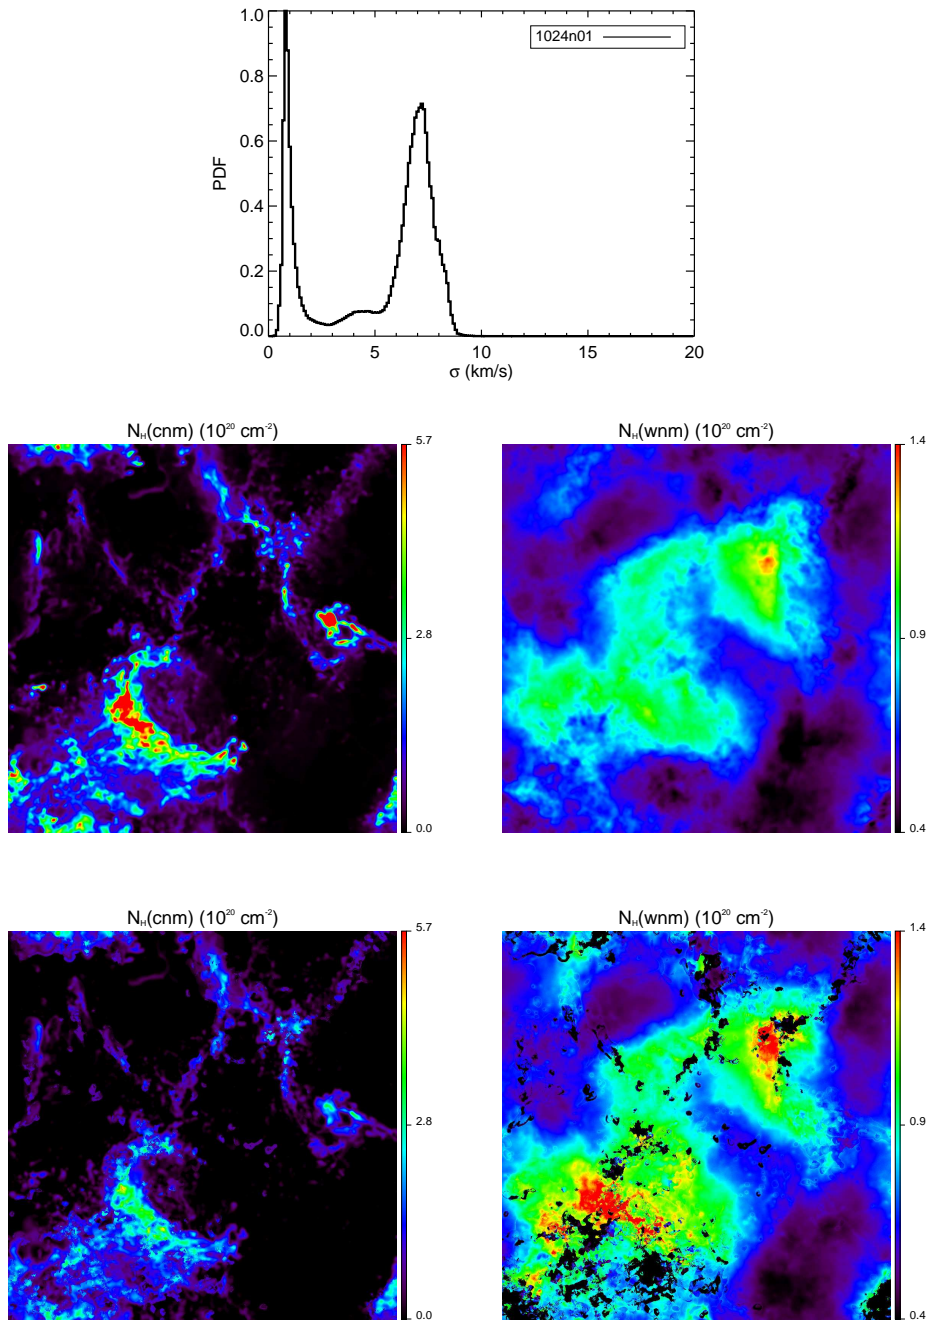 1024n01
1.0
0.8
0.6
0.4
0.2
0.0
PDF
0 5 10 15 20
σ (km/s)
N_H(cnm) (10^20 cm^-2)
5.7
2.8
0.0
N_H(wnm) (10^20 cm^-2)
1.4
0.9
0.4
N_H(cnm) (10^20 cm^-2)
5.7
2.8
0.0
N_H(wnm) (10^20 cm^-2)
1.4
0.9
0.4